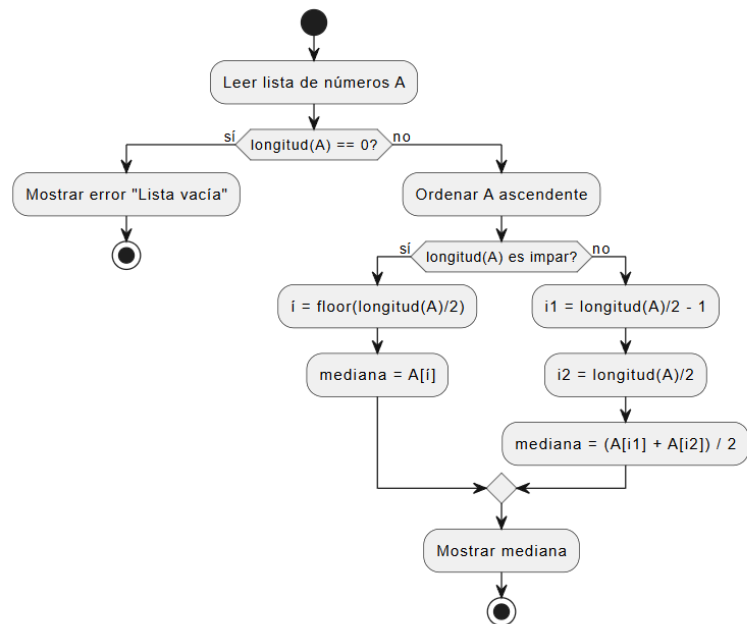 Leer lista de números A
longitud(A) == 0?
sí
no
Mostrar error "Lista vacía"
Ordenar A ascendente
longitud(A) es impar?
sí
no
í = floor(longitud(A)/2)
mediana = A[í]
i1 = longitud(A)/2 - 1
i2 = longitud(A)/2
mediana = (A[i1] + A[i2]) / 2
Mostrar mediana